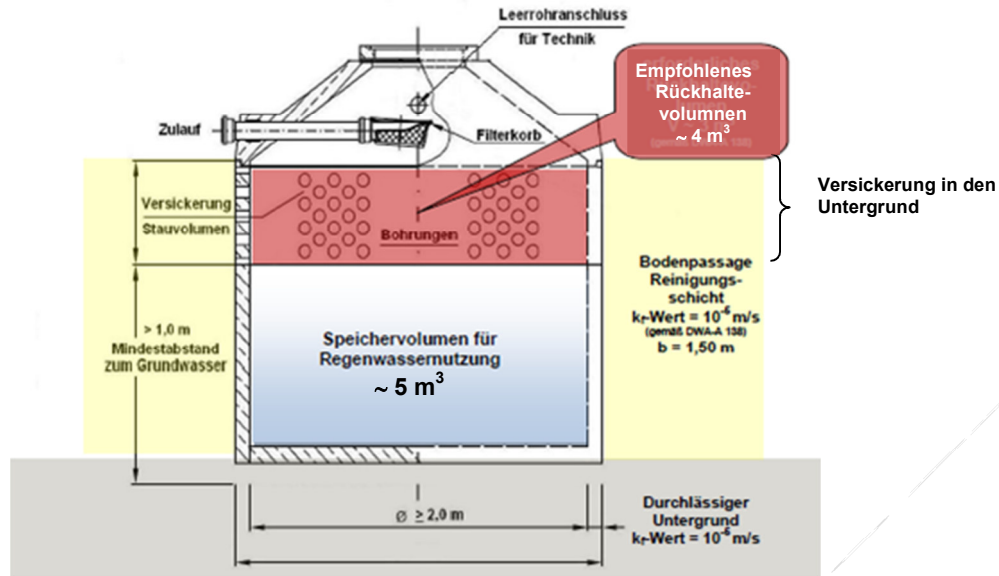 Leerrohranschluss
für Technik
Empfohlenes
Rückhalte-
volumnen
~ 4 m³
Zulauf
Filterkorb
Versickerung
Stauvolumen
Bohrungen
Versickerung in den
Untergrund
Bodenpassage
Reinigungs-
schicht
kf-Wert = 10⁻⁶ m/s
(gemäß DWA-A 138)
b = 1,50 m
> 1,0 m
Mindestabstand
zum Grundwasser
Speichervolumen für
Regenwassernutzung
~ 5 m³
Ø ≥ 2,0 m
Durchlässiger
Untergrund
kf-Wert = 10⁻⁶ m/s